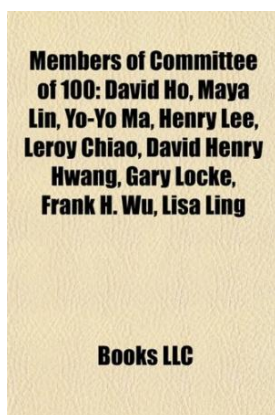 Members of Committee
of 100: David Ho, Maya
Lin, Yo-Yo Ma, Henry Lee,
Leroy Chiao, David Henry
Hwang, Gary Locke,
Frank H. Wu, Lisa Ling
Books LLC